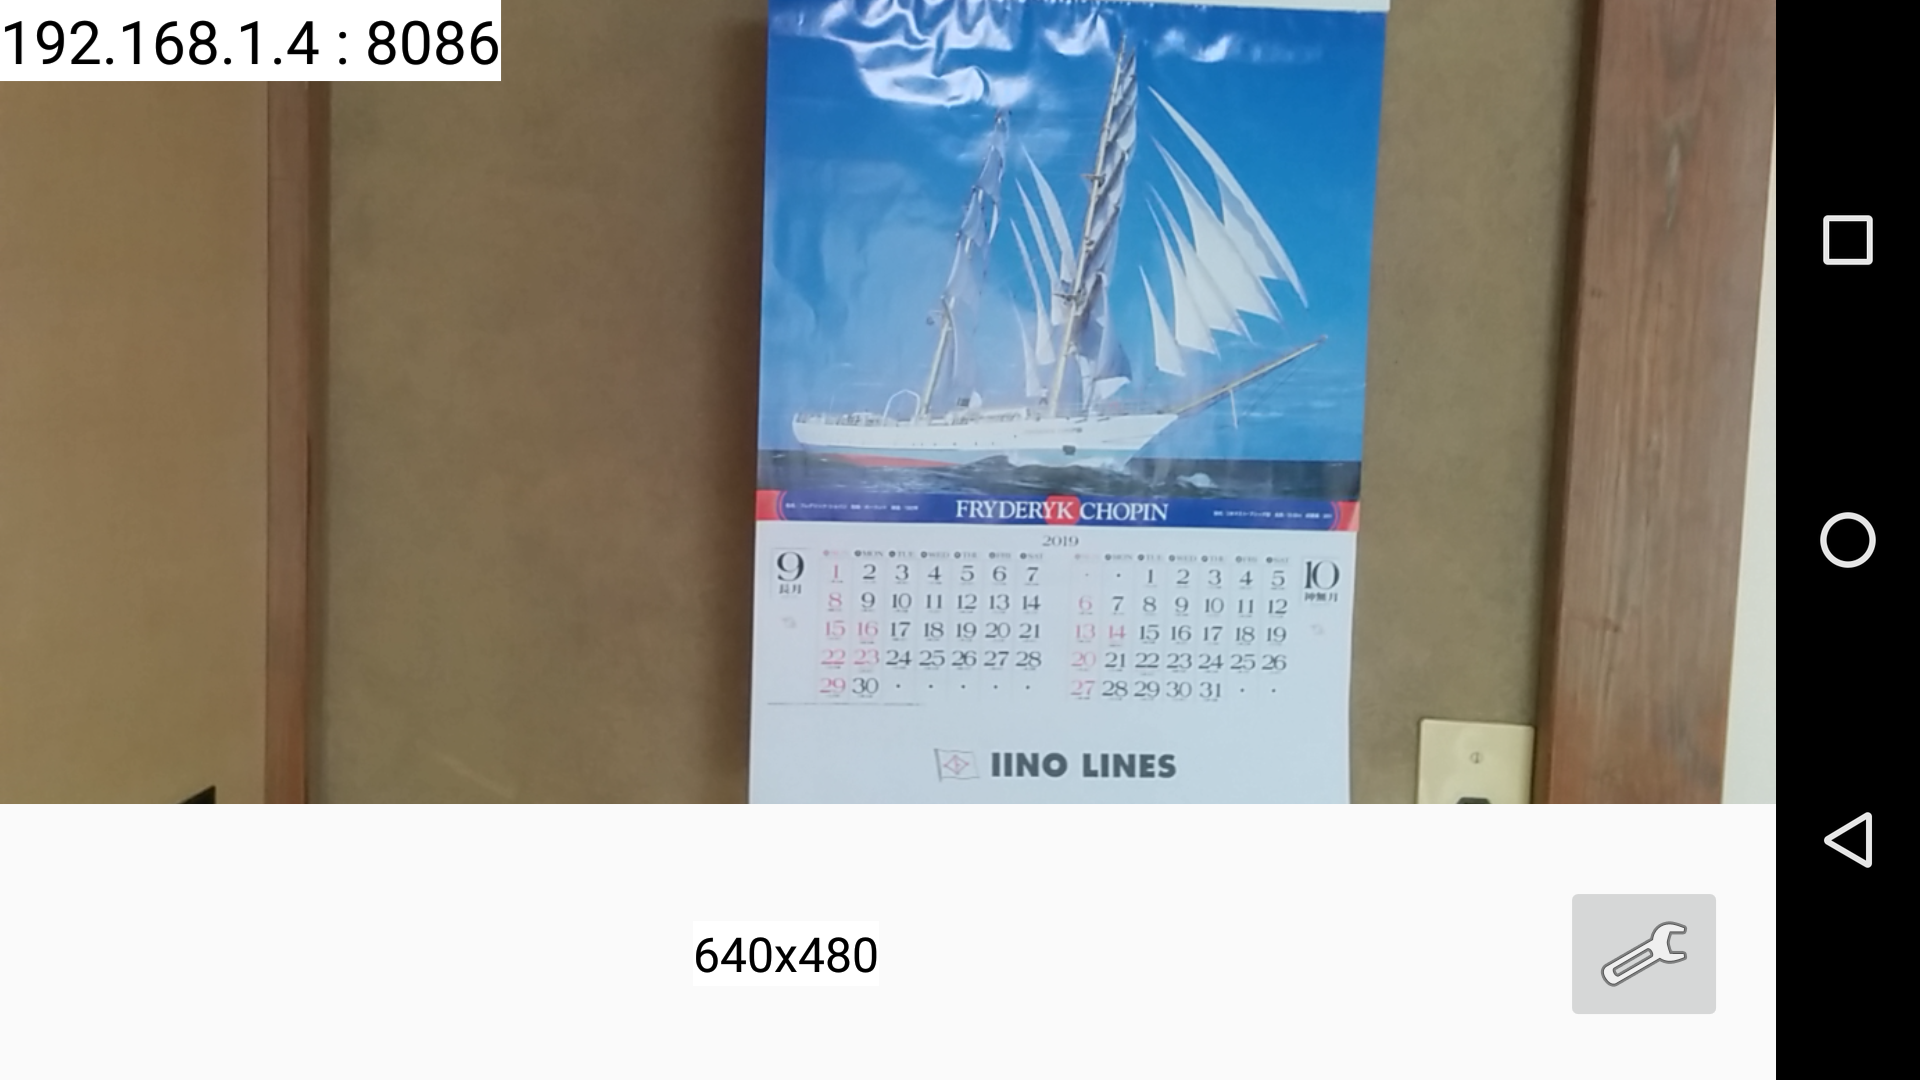 192.168.1.4 : 8086
FRYDERYK CHOPIN
2019
9
長月
MON TUE WED THU FRI SAT
1 2 3 4 5 6 7
8 9 10 11 12 13 14
15 16 17 18 19 20 21
22 23 24 25 26 27 28
29 30
10
神無月
MON TUE WED THU FRI SAT
1 2 3 4 5
6 7 8 9 10 11 12
13 14 15 16 17 18 19
20 21 22 23 24 25 26
27 28 29 30 31
IINO LINES
640x480